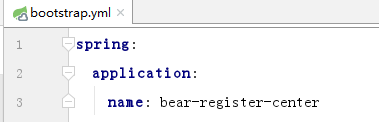 bootstrap.yml ×
1 spring:
2 application:
3 name: bear-register-center